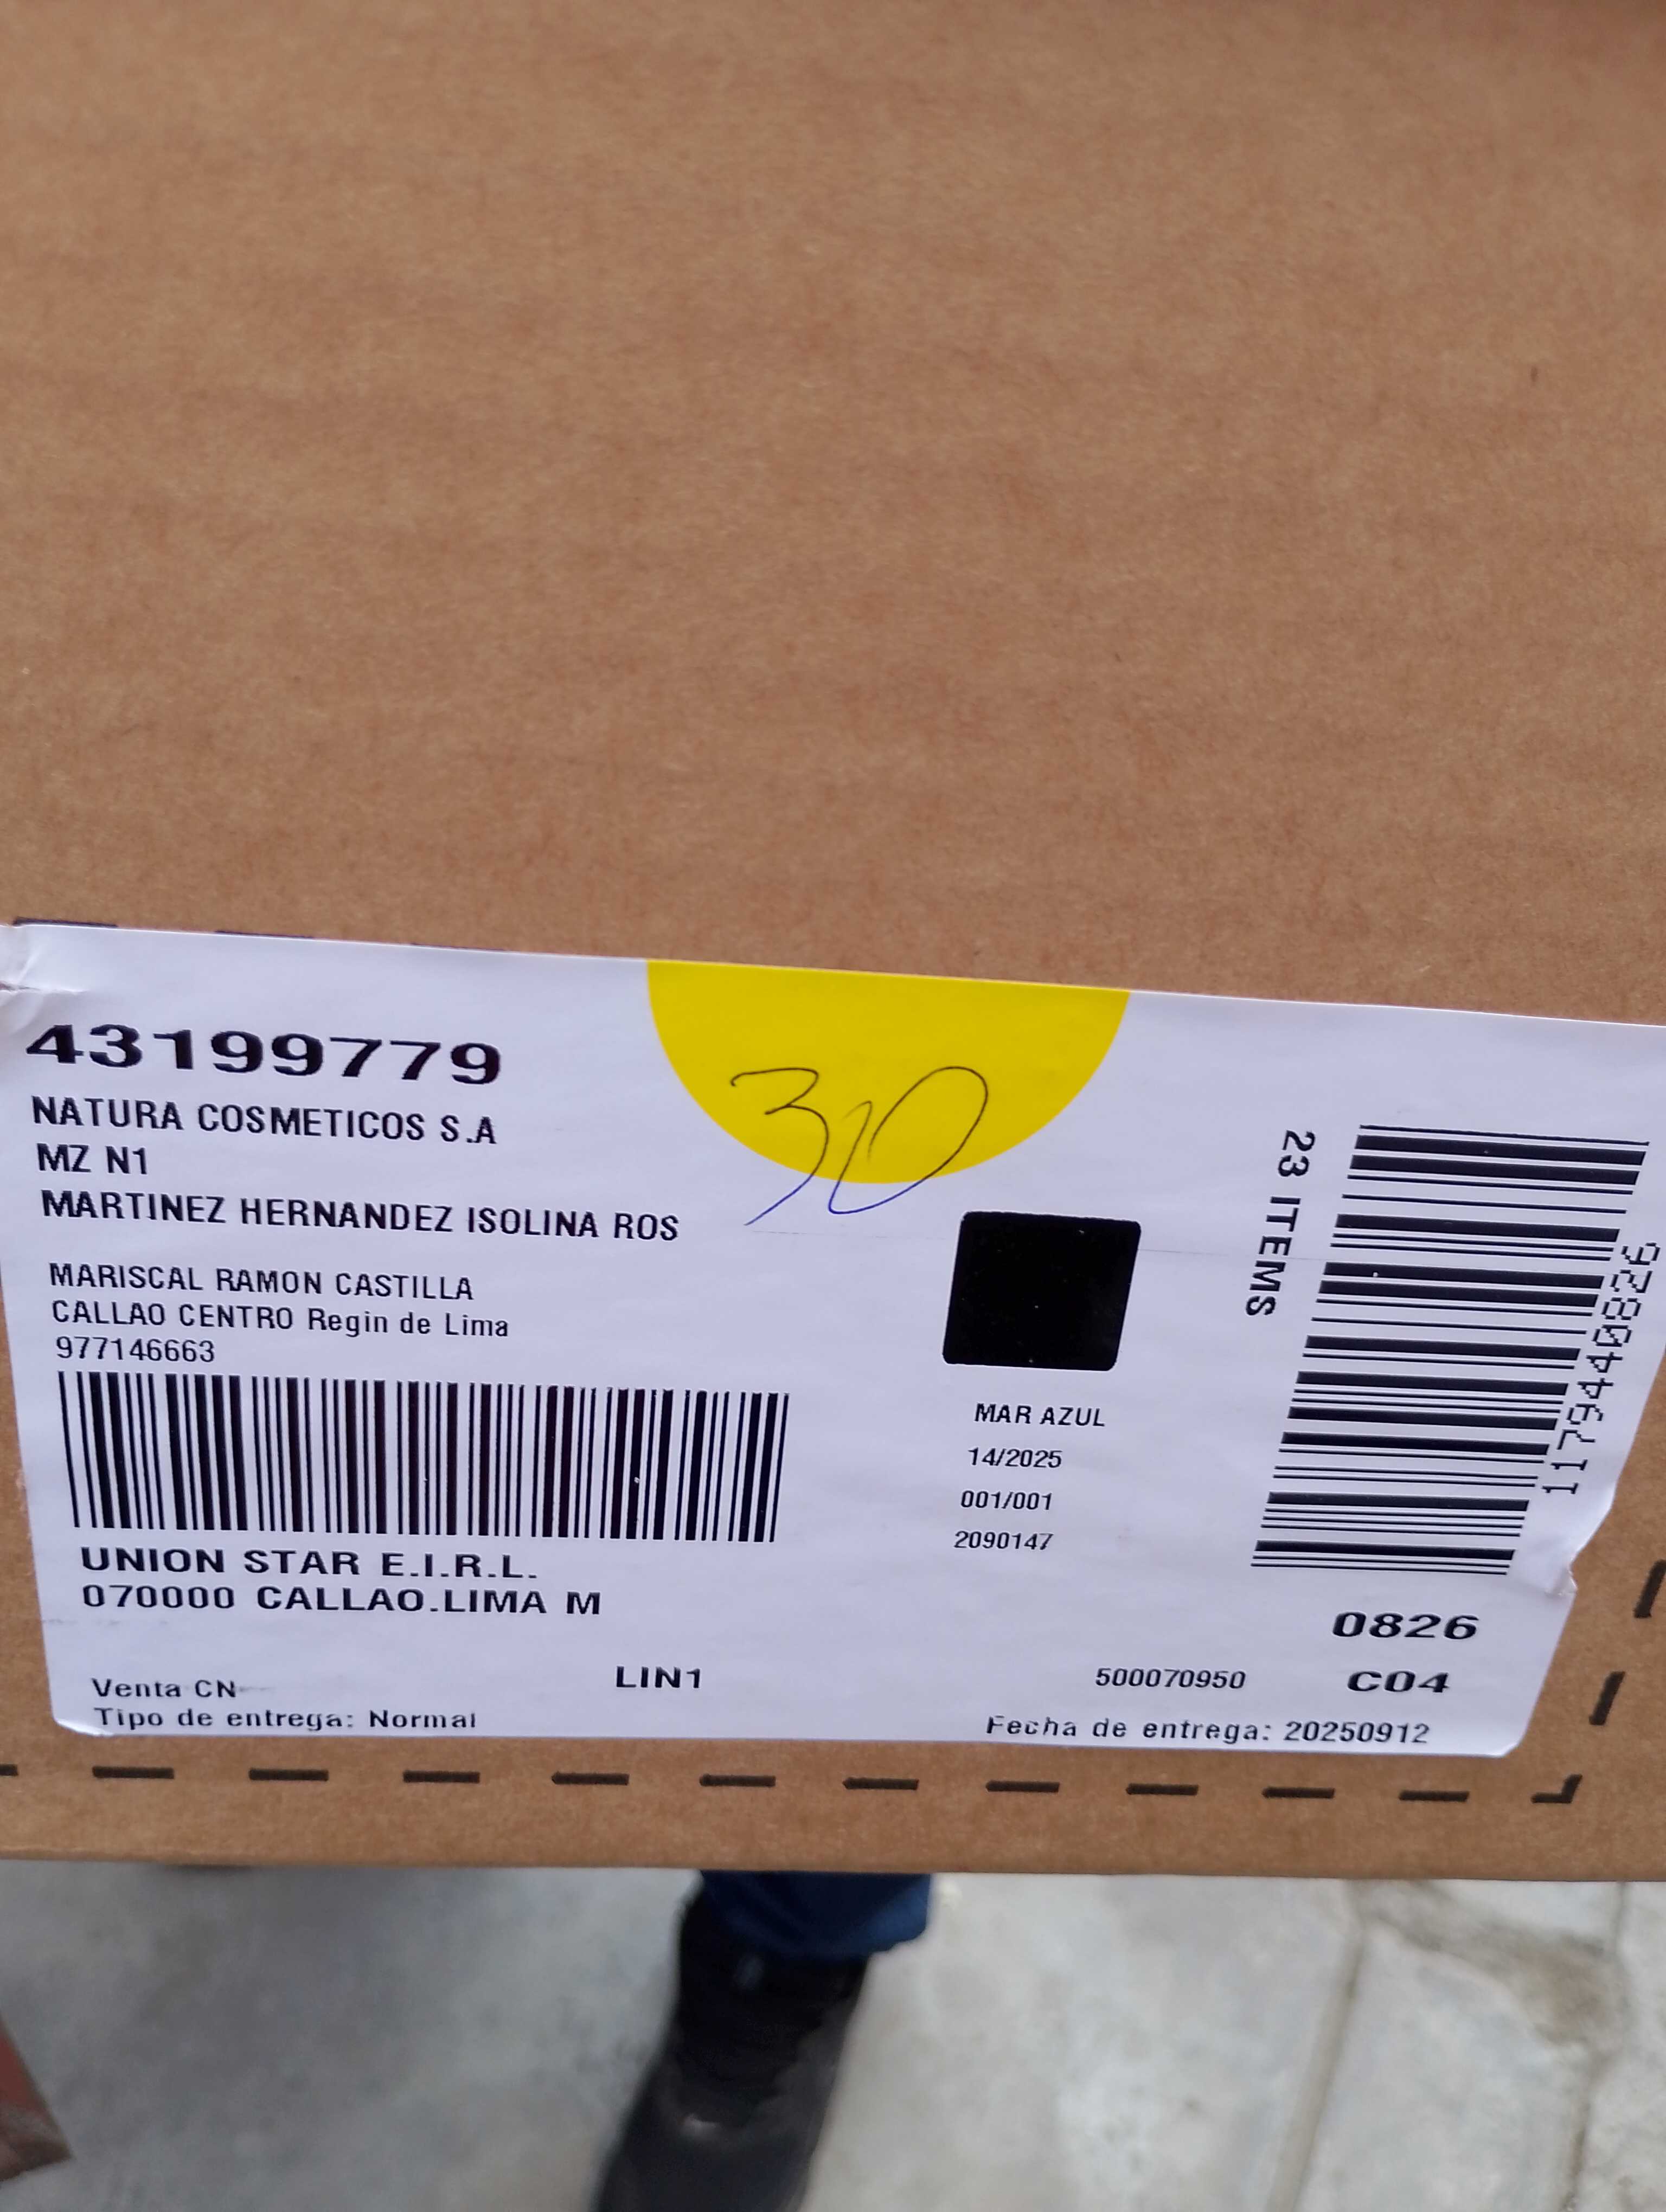 43199779
NATURA COSMETICOS S.A
MZ N1
MARTINEZ HERNANDEZ ISOLINA ROS
MARISCAL RAMON CASTILLA
CALLAO CENTRO Regin de Lima
977146663
UNION STAR E.I.R.L.
070000 CALLAO.LIMA M
Venta CN
Tipo de entrega: Normal
LIN1
310
MAR AZUL
14/2025
001/001
2090147
23 ITEMS
117944082926
0826
500070950 C04
Fecha de entrega: 20250912